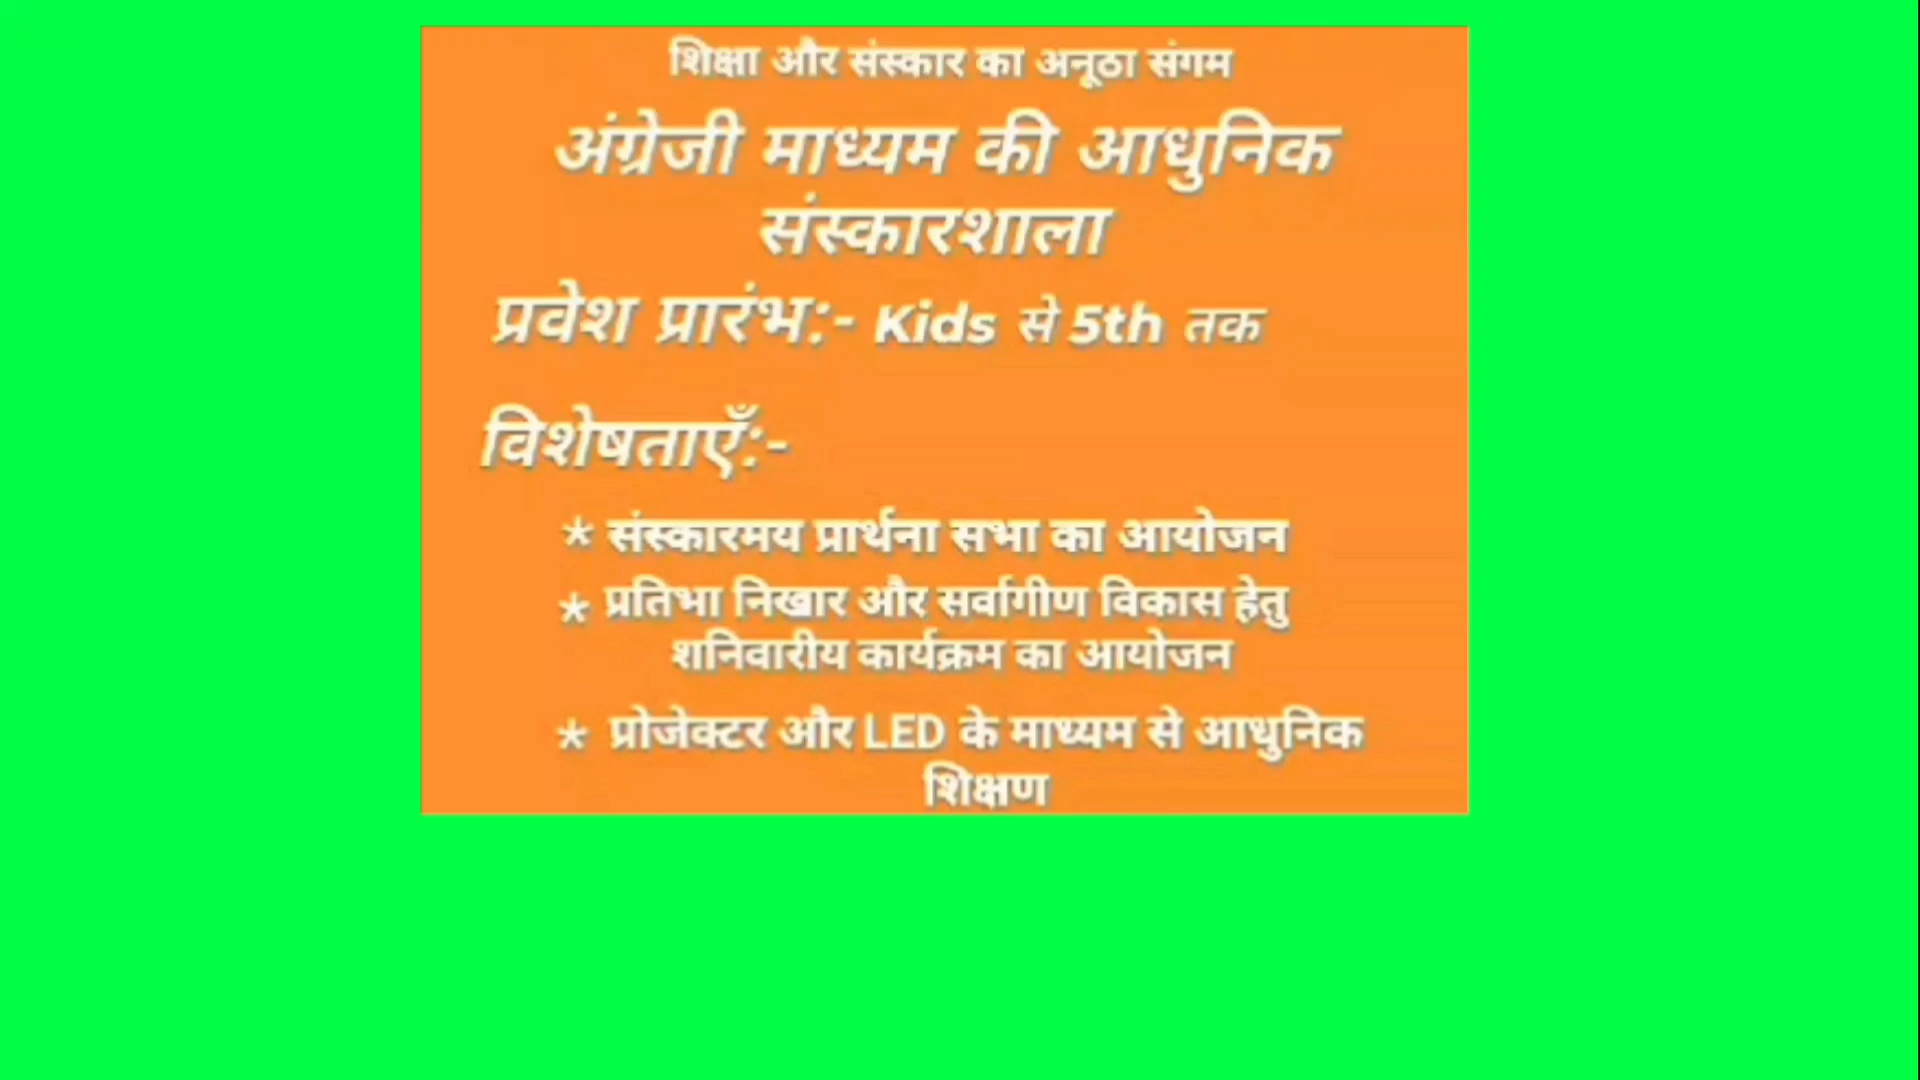 शिक्षा और संस्कार का अनूठा संगम
अंग्रेजी माध्यम की आधुनिक
संस्कारशाला
प्रवेश प्रारंभ:- Kids से 5th तक
विशेषताएँ:-
* संस्कारमय प्रार्थना सभा का आयोजन
* प्रतिभा निखार और सर्वागीण विकास हेतु
शनिवारीय कार्यक्रम का आयोजन
* प्रोजेक्टर और LED के माध्यम से आधुनिक
शिक्षण